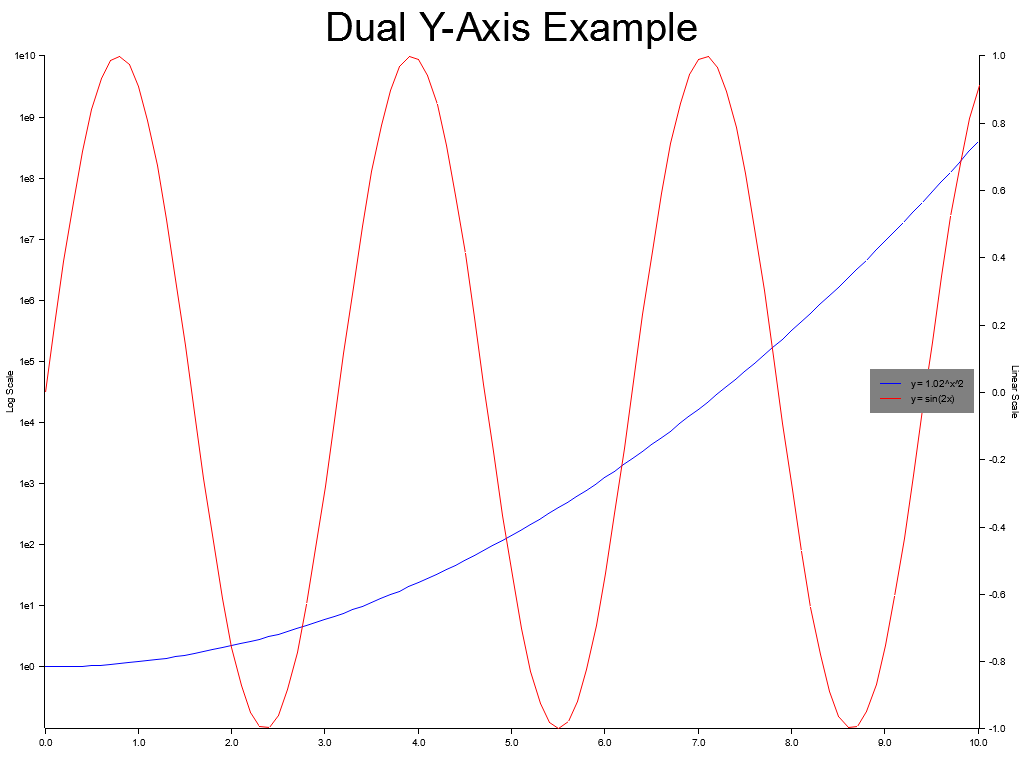 Dual Y-Axis Example
1e10
1e9
1e8
1e7
1e6
1e5
1e4
1e3
1e2
1e1
1e0
Log Scale
1.0
0.8
0.6
0.4
0.2
0.0
-0.2
-0.4
-0.6
-0.8
-1.0
Linear Scale
y= 1.02^x^2
y= sin(2x)
0.0 1.0 2.0 3.0 4.0 5.0 6.0 7.0 8.0 9.0 10.0